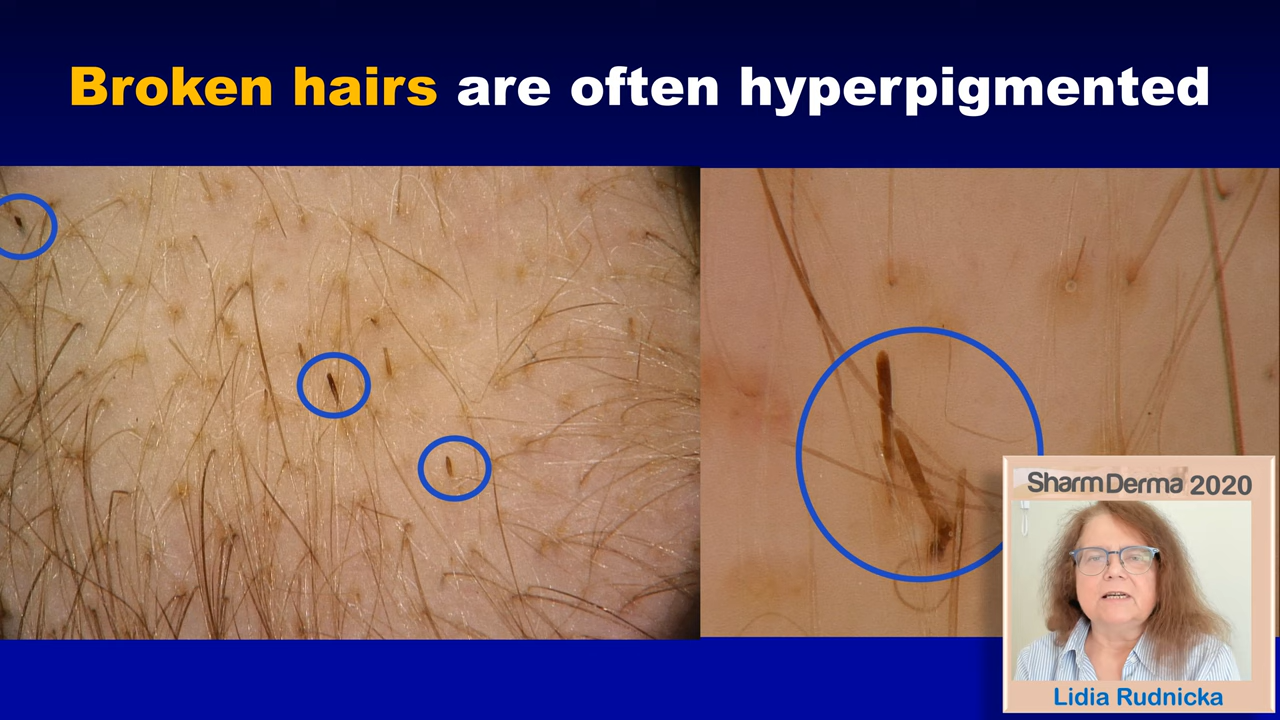 Broken hairs are often hyperpigmented
SharmDerma 2020
Lidia Rudnicka